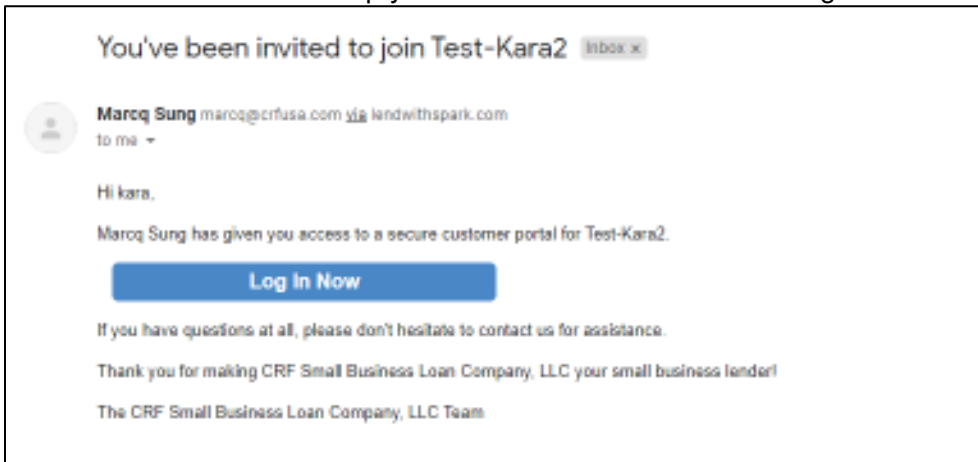 You've been invited to join Test-Kara2 Inbox x
Marcq Sung marcq@crfusa.com via lendwithspark.com
to me
Hi kara,
Marcq Sung has given you access to a secure customer portal for Test-Kara2.
Log In Now
If you have questions at all, please don't hesitate to contact us for assistance.
Thank you for making CRF Small Business Loan Company, LLC your small business lender!
The CRF Small Business Loan Company, LLC Team